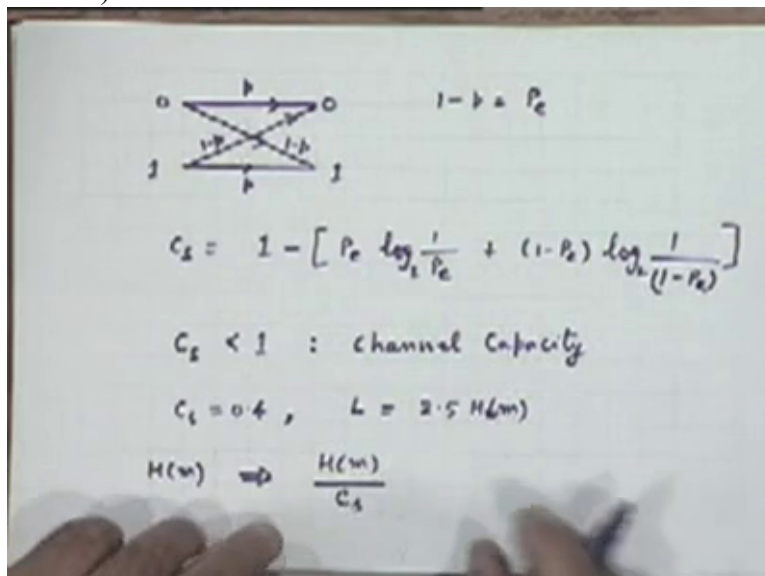 p
0 0 1-p = Pe
1-p 1-p
1 1
p
Cs = 1 - [ Pe log2 1/Pe + (1-Pe) log2 1/(1-Pe) ]
Cs < 1 : Channel Capacity
Cs = 0.4 , L = 2.5 H(m)
H(m) ⇒ H(m)/Cs